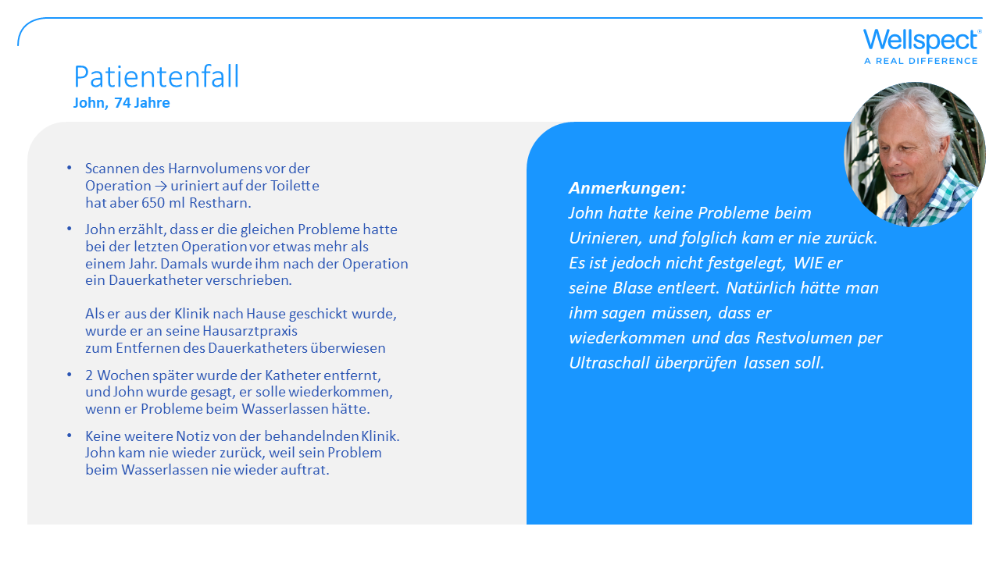 Wellspect®
A REAL DIFFERENCE
Patientenfall
John, 74 Jahre
• Scannen des Harnvolumens vor der
Operation → uriniert auf der Toilette
hat aber 650 ml Restharn.
• John erzählt, dass er die gleichen Probleme hatte
bei der letzten Operation vor etwas mehr als
einem Jahr. Damals wurde ihm nach der Operation
ein Dauerkatheter verschrieben.
Als er aus der Klinik nach Hause geschickt wurde,
wurde er an seine Hausarztpraxis
zum Entfernen des Dauerkatheters überwiesen
• 2 Wochen später wurde der Katheter entfernt,
und John wurde gesagt, er solle wiederkommen,
wenn er Probleme beim Wasserlassen hätte.
• Keine weitere Notiz von der behandelnden Klinik.
John kam nie wieder zurück, weil sein Problem
beim Wasserlassen nie wieder auftrat.
Anmerkungen:
John hatte keine Probleme beim
Urinieren, und folglich kam er nie zurück.
Es ist jedoch nicht festgelegt, WIE er
seine Blase entleert. Natürlich hätte man
ihm sagen müssen, dass er
wiederkommen und das Restvolumen per
Ultraschall überprüfen lassen soll.